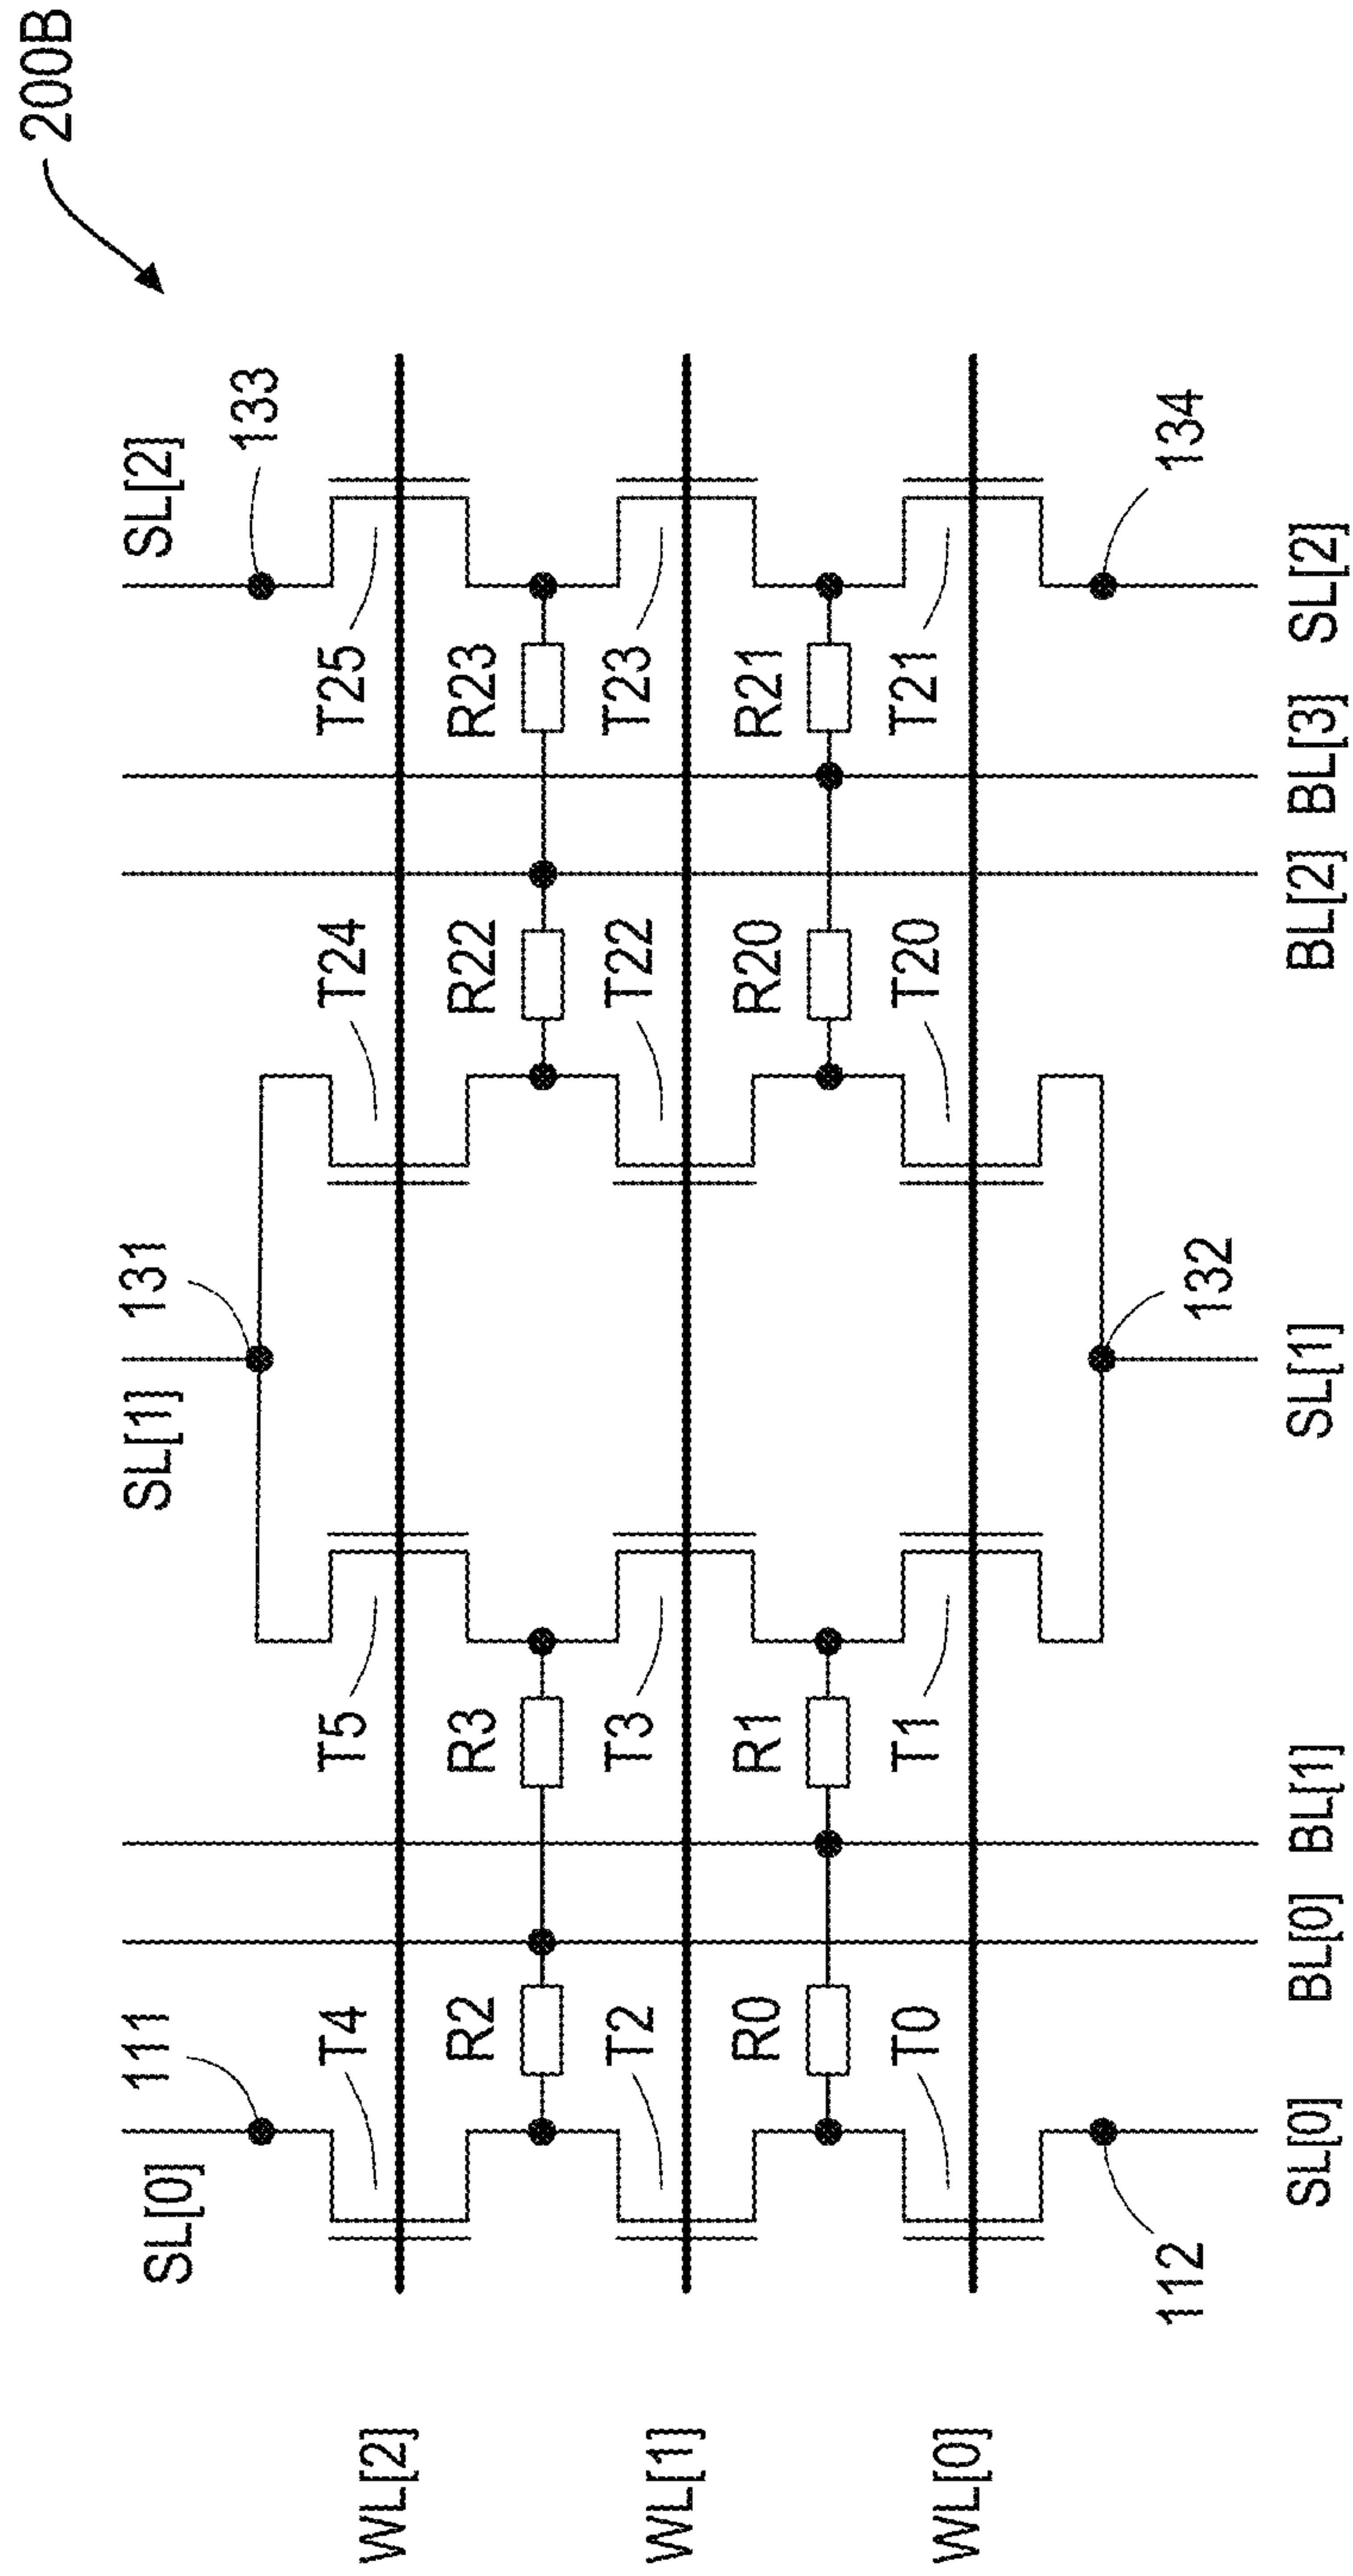 200B
SL[0]
111
SL[1]
131
SL[2]
133
T4
T5
T24
T25
WL[2]
R2
R3
R22
R23
T2
T3
T22
T23
WL[1]
R0
R1
R20
R21
T0
T1
T20
T21
WL[0]
112
132
134
SL[0]
BL[0]
BL[1]
SL[1]
BL[2]
BL[3]
SL[2]